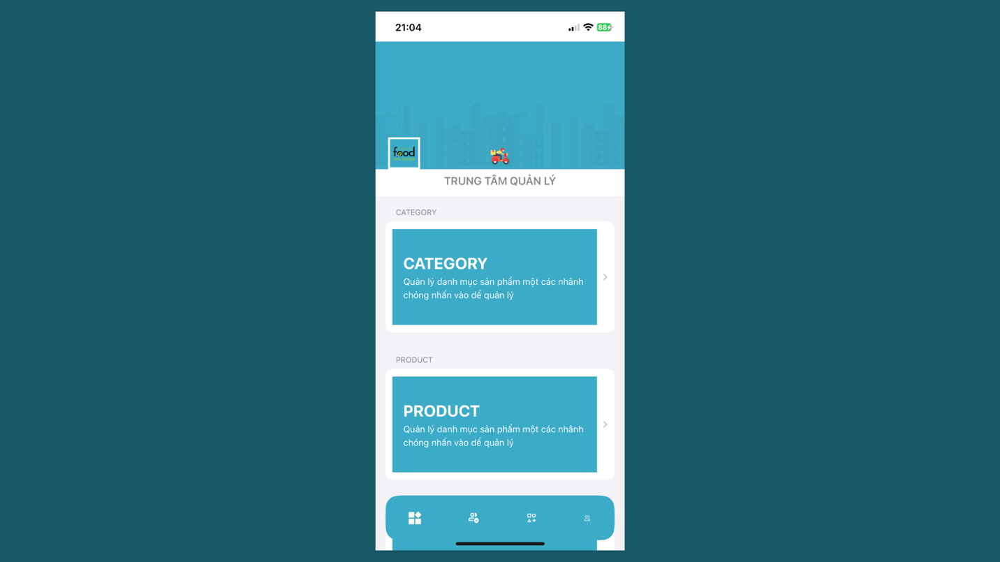 21:04
88
food
TRUNG TÂM QUẢN LÝ
CATEGORY
CATEGORY
Quản lý danh mục sản phẩm một các nhânh
chóng nhấn vào dể quản lý
PRODUCT
PRODUCT
Quản lý danh mục sản phẩm một các nhânh
chóng nhấn vào dể quản lý